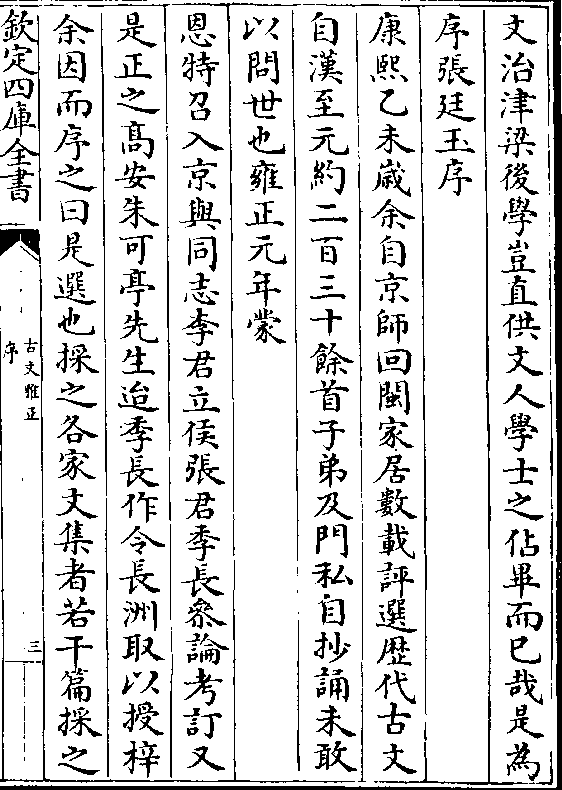 文治津梁後學豈直供文人學士之佔畢而已哉是為
序張廷玉序
康熙乙未歲余自京師回閩家居數載評選歷代古文
自漢至元約二百三十餘首子弟及門私自抄誦未敢
以問世也雍正元年蒙
恩特召入京與同志李君立侯張君季長叅論考訂又
是正之髙安朱可亭先生迨季長作令長洲取以授梓
余因而序之曰是選也採之各家文集者若干篇採之
欽定四庫全書
古文雅正
序
三